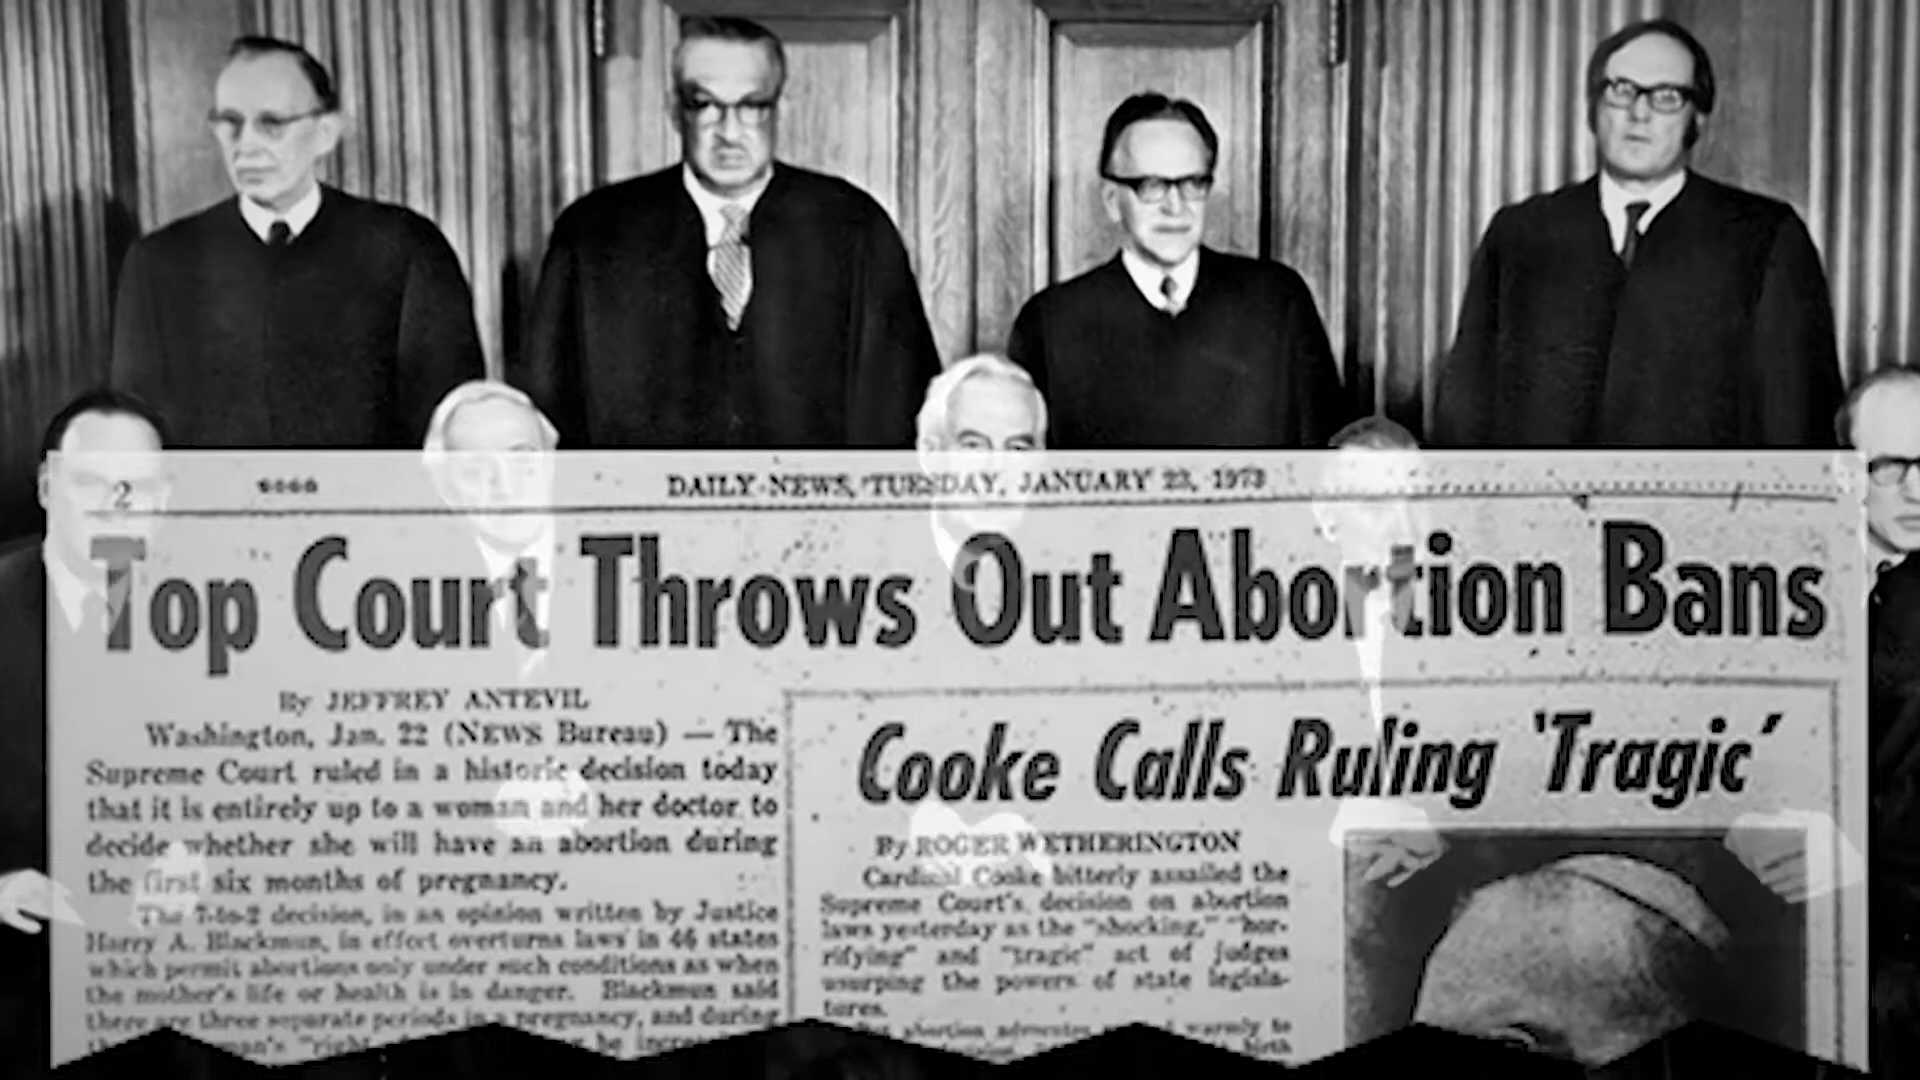 2
DAILY NEWS, TUESDAY, JANUARY 23, 1973
Top Court Throws Out Abortion Bans
By JEFFREY ANTEVIL
Washington, Jan. 22 (NEWS Bureau) — The
Supreme Court ruled in a historic decision today
that it is entirely up to a woman and her doctor to
decide whether she will have an abortion during
the first six months of pregnancy.
The 7-to-2 decision, in an opinion written by Justice
Harry A. Blackmun, in effect overturns laws in 46 states
which permit abortions only under such conditions as when
the mother's life or health is in danger. Blackmun said
there are three separate periods in a pregnancy, and during
"right
Cooke Calls Ruling 'Tragic'
By ROGER WETHERINGTON
Cardinal Cooke bitterly assailed the
Supreme Court's decision on abortion
laws yesterday as the "shocking," "hor-
rifying" and "tragic" act of judges
usurping the powers of state legisla-
tures.
But abortion advocates warmly to
birth